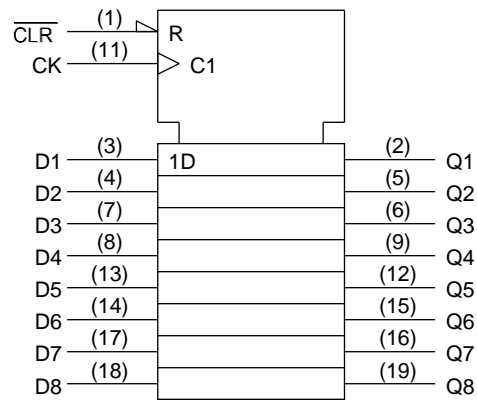 CLR (1) R
CK (11) C1
D1 (3) 1D (2) Q1
D2 (4) (5) Q2
D3 (7) (6) Q3
D4 (8) (9) Q4
D5 (13) (12) Q5
D6 (14) (15) Q6
D7 (17) (16) Q7
D8 (18) (19) Q8